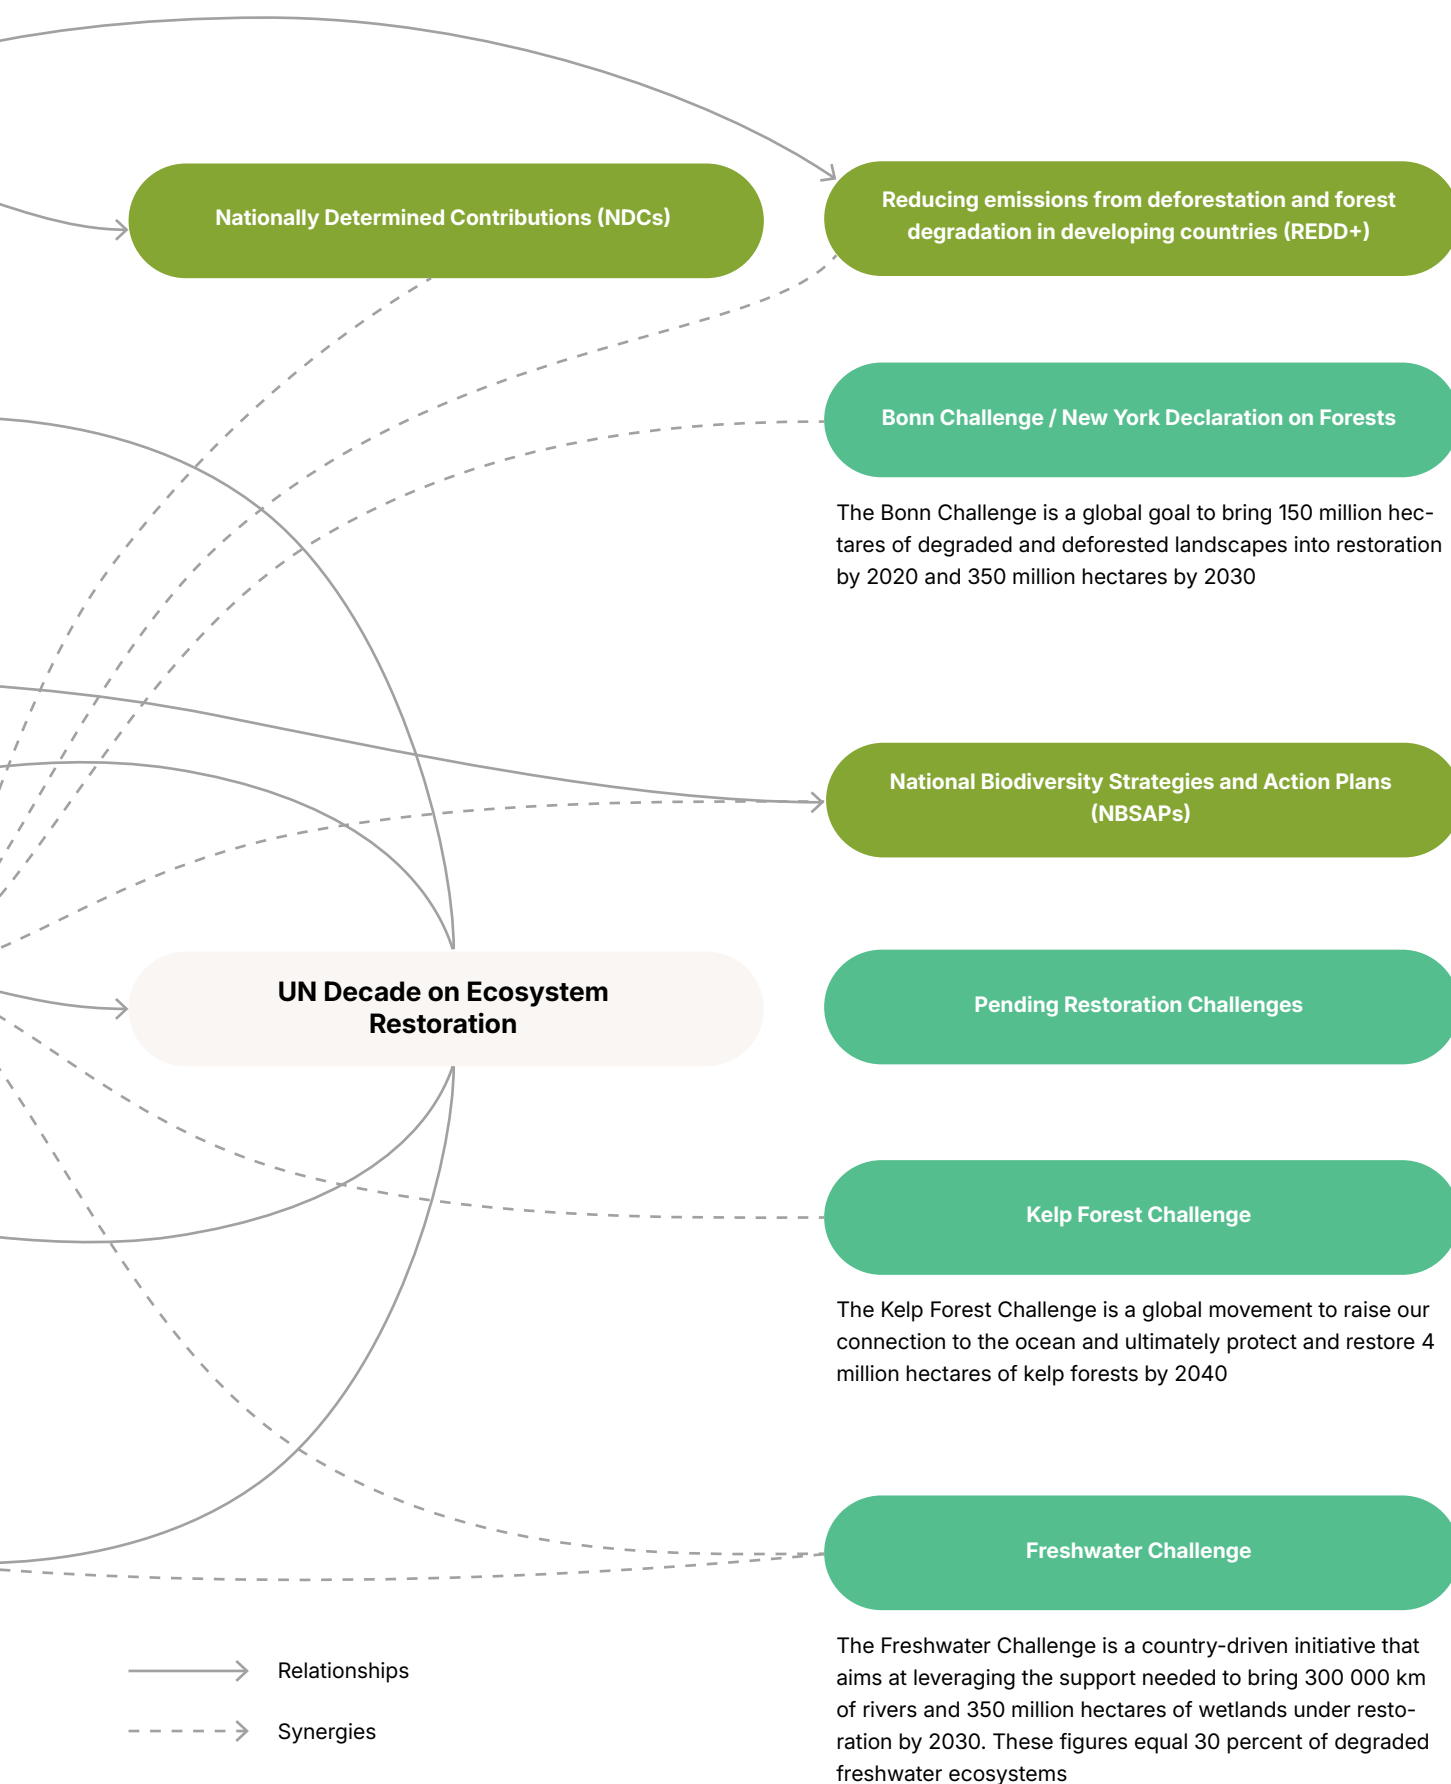 Nationally Determined Contributions (NDCs)
Reducing emissions from deforestation and forest
degradation in developing countries (REDD+)
Bonn Challenge / New York Declaration on Forests
The Bonn Challenge is a global goal to bring 150 million hec-
tares of degraded and deforested landscapes into restoration
by 2020 and 350 million hectares by 2030
National Biodiversity Strategies and Action Plans
(NBSAPs)
UN Decade on Ecosystem
Restoration
Pending Restoration Challenges
Kelp Forest Challenge
The Kelp Forest Challenge is a global movement to raise our
connection to the ocean and ultimately protect and restore 4
million hectares of kelp forests by 2040
Freshwater Challenge
The Freshwater Challenge is a country-driven initiative that
aims at leveraging the support needed to bring 300 000 km
of rivers and 350 million hectares of wetlands under resto-
ration by 2030. These figures equal 30 percent of degraded
freshwater ecosystems
Relationships
Synergies